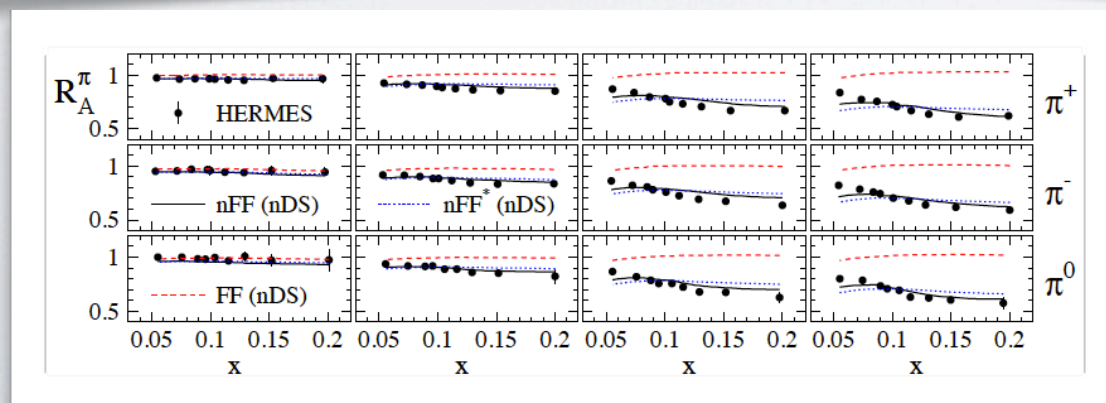 R_A^π
1
0.5
HERMES
π⁺
1
0.5
nFF (nDS)
nFF* (nDS)
π⁻
1
0.5
FF (nDS)
π⁰
0.05 0.1 0.15 0.2 0.05 0.1 0.15 0.2 0.05 0.1 0.15 0.2 0.05 0.1 0.15 0.2
x x x x